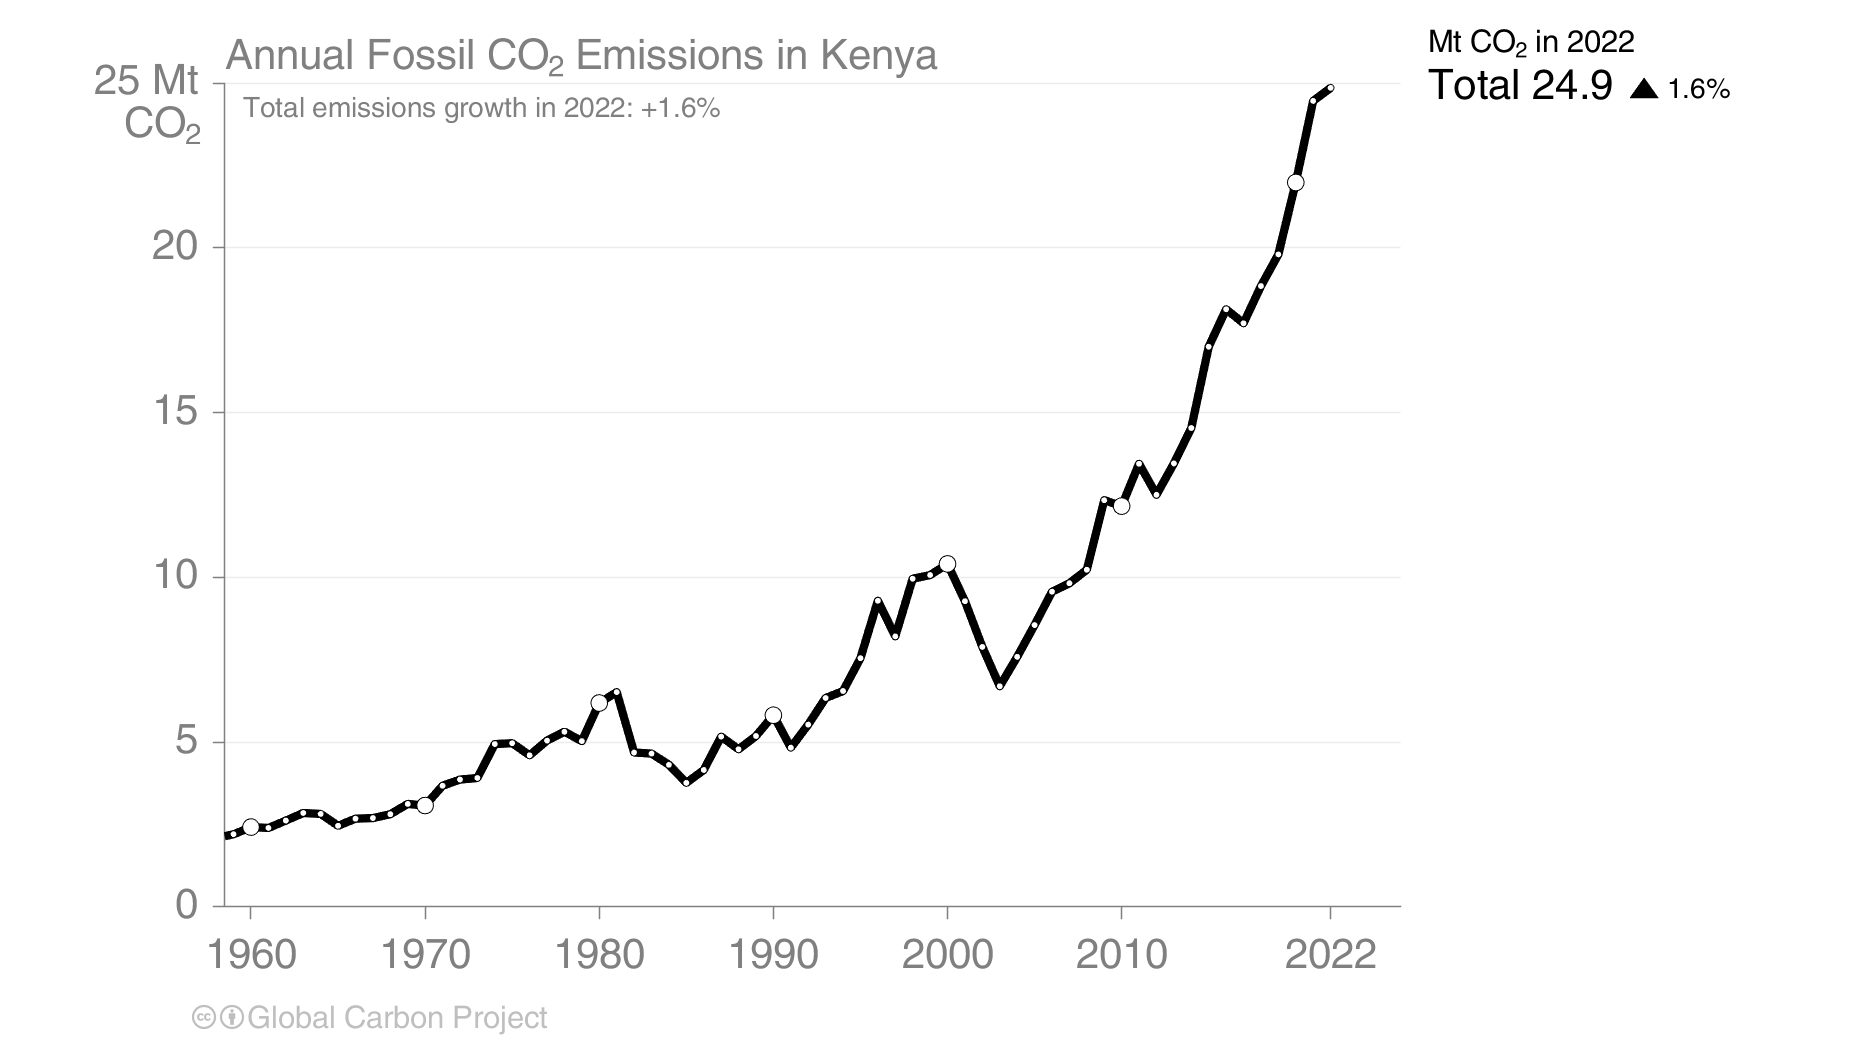 Annual Fossil CO₂ Emissions in Kenya
Mt CO₂ in 2022
Total 24.9 ▲ 1.6%
25 Mt
CO₂
Total emissions growth in 2022: +1.6%
20
15
10
5
0
1960 1970 1980 1990 2000 2010 2022
cc Global Carbon Project